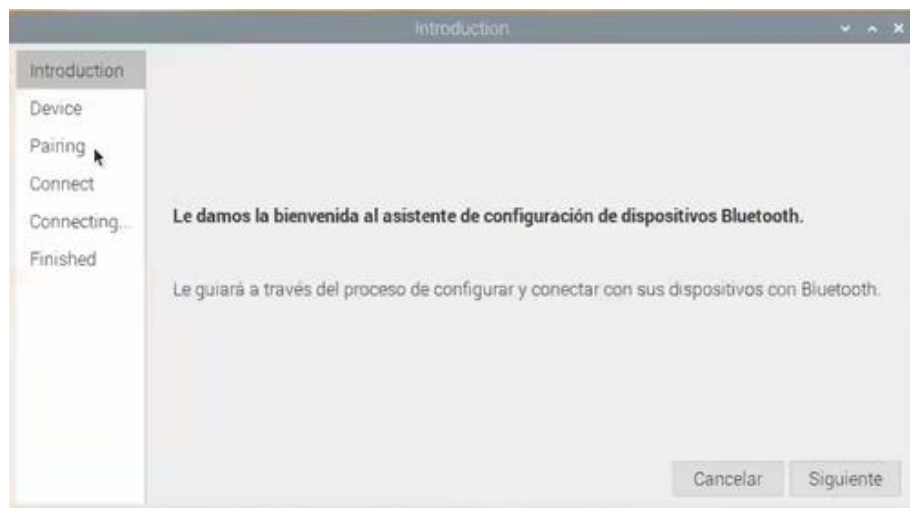 Introduction
Introduction
Device
Pairing
Connect
Connecting...
Finished
Le damos la bienvenida al asistente de configuración de dispositivos Bluetooth.
Le guiará a través del proceso de configurar y conectar con sus dispositivos con Bluetooth.
Cancelar
Siguiente